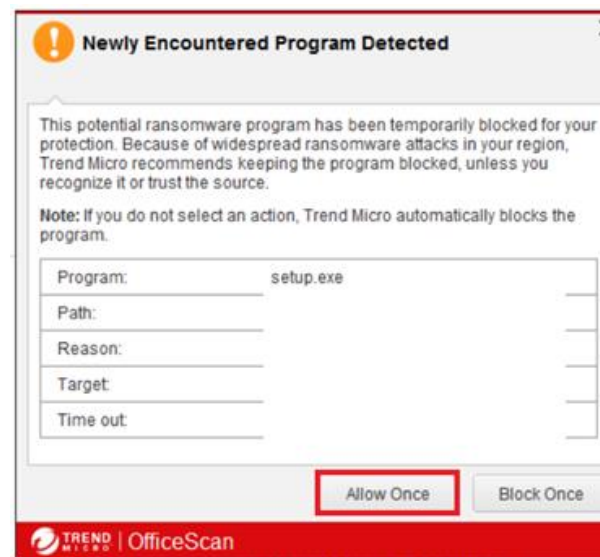 Newly Encountered Program Detected
This potential ransomware program has been temporarily blocked for your
protection. Because of widespread ransomware attacks in your region,
Trend Micro recommends keeping the program blocked, unless you
recognize it or trust the source.
Note: If you do not select an action, Trend Micro automatically blocks the
program.
Program: setup.exe
Path:
Reason:
Target:
Time out:
Allow Once Block Once
TREND MICRO | OfficeScan